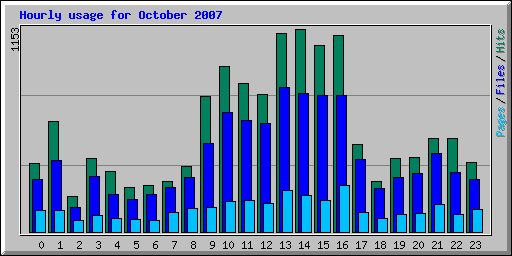 Hourly usage for October 2007
1153
Pages/Files/Hits
0 1 2 3 4 5 6 7 8 9 10 11 12 13 14 15 16 17 18 19 20 21 22 23